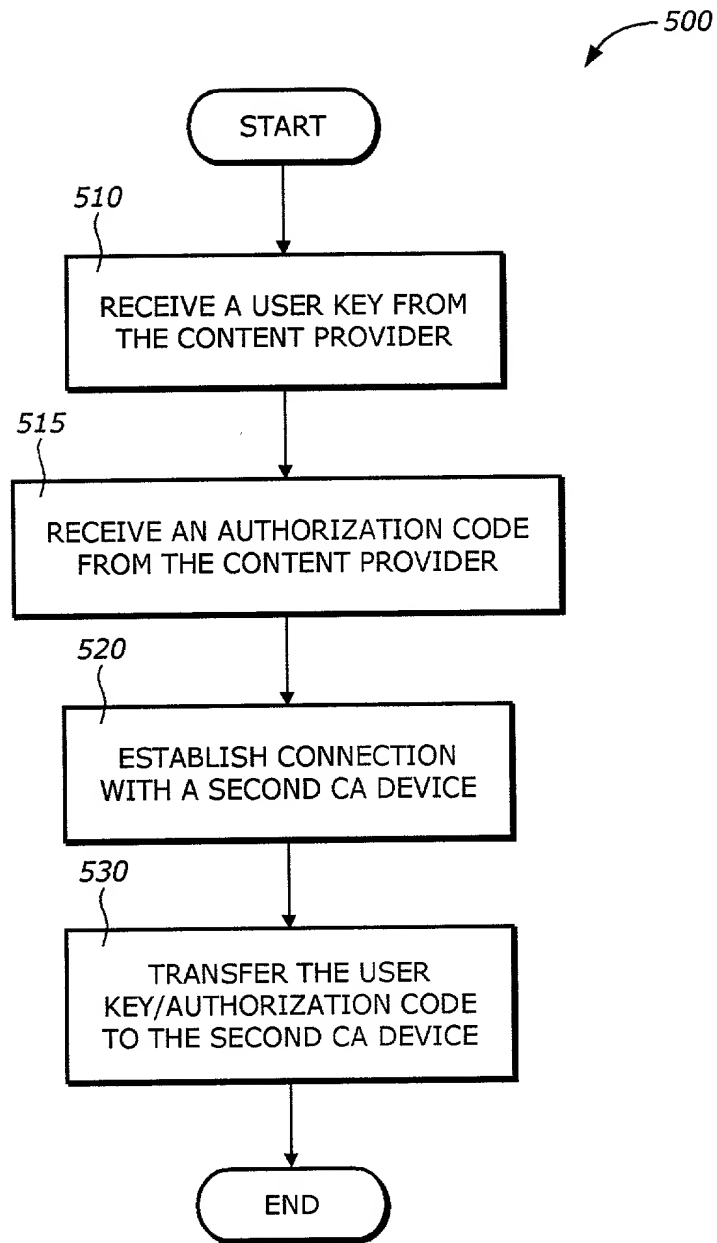 500
START
510
RECEIVE A USER KEY FROM
THE CONTENT PROVIDER
515
RECEIVE AN AUTHORIZATION CODE
FROM THE CONTENT PROVIDER
520
ESTABLISH CONNECTION
WITH A SECOND CA DEVICE
530
TRANSFER THE USER
KEY/AUTHORIZATION CODE
TO THE SECOND CA DEVICE
END